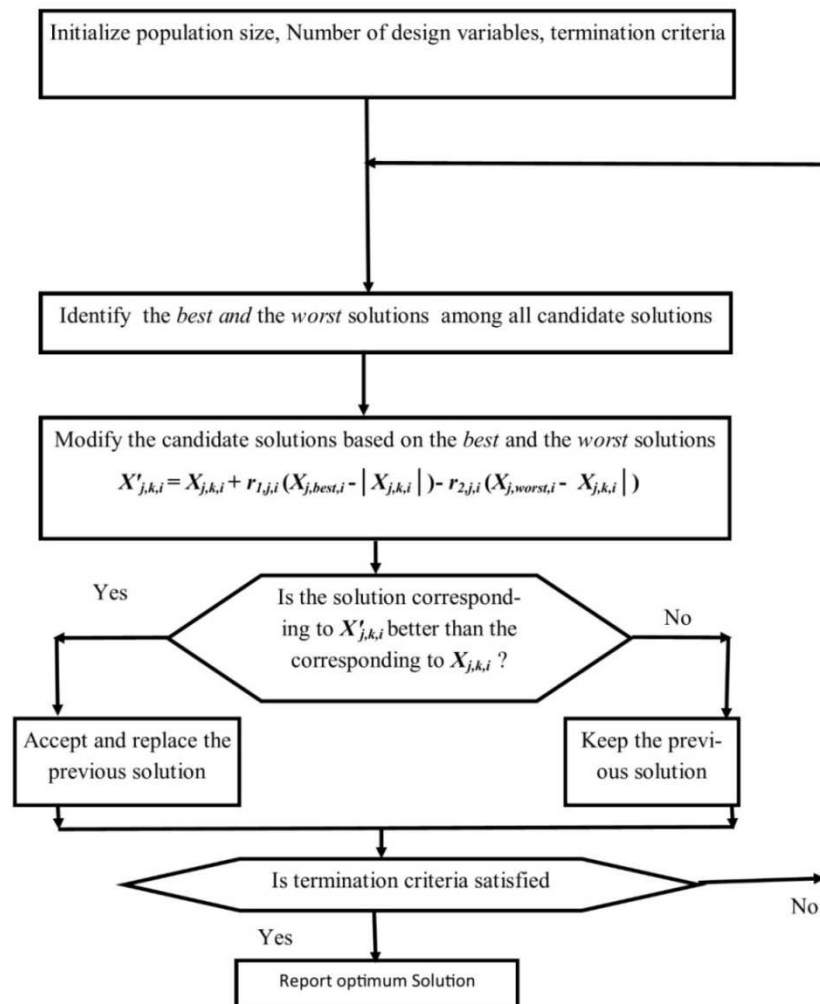 Initialize population size, Number of design variables, termination criteria
Identify the best and the worst solutions among all candidate solutions
Modify the candidate solutions based on the best and the worst solutions
X'j,k,i = Xj,k,i + r1,j,i (Xj,best,i - | Xj,k,i | )- r2,j,i (Xj,worst,i - Xj,k,i | )
Yes
Is the solution correspond-
ing to X'j,k,i better than the
corresponding to Xj,k,i ?
No
Accept and replace the
previous solution
Keep the previ-
ous solution
Is termination criteria satisfied
No
Yes
Report optimum Solution